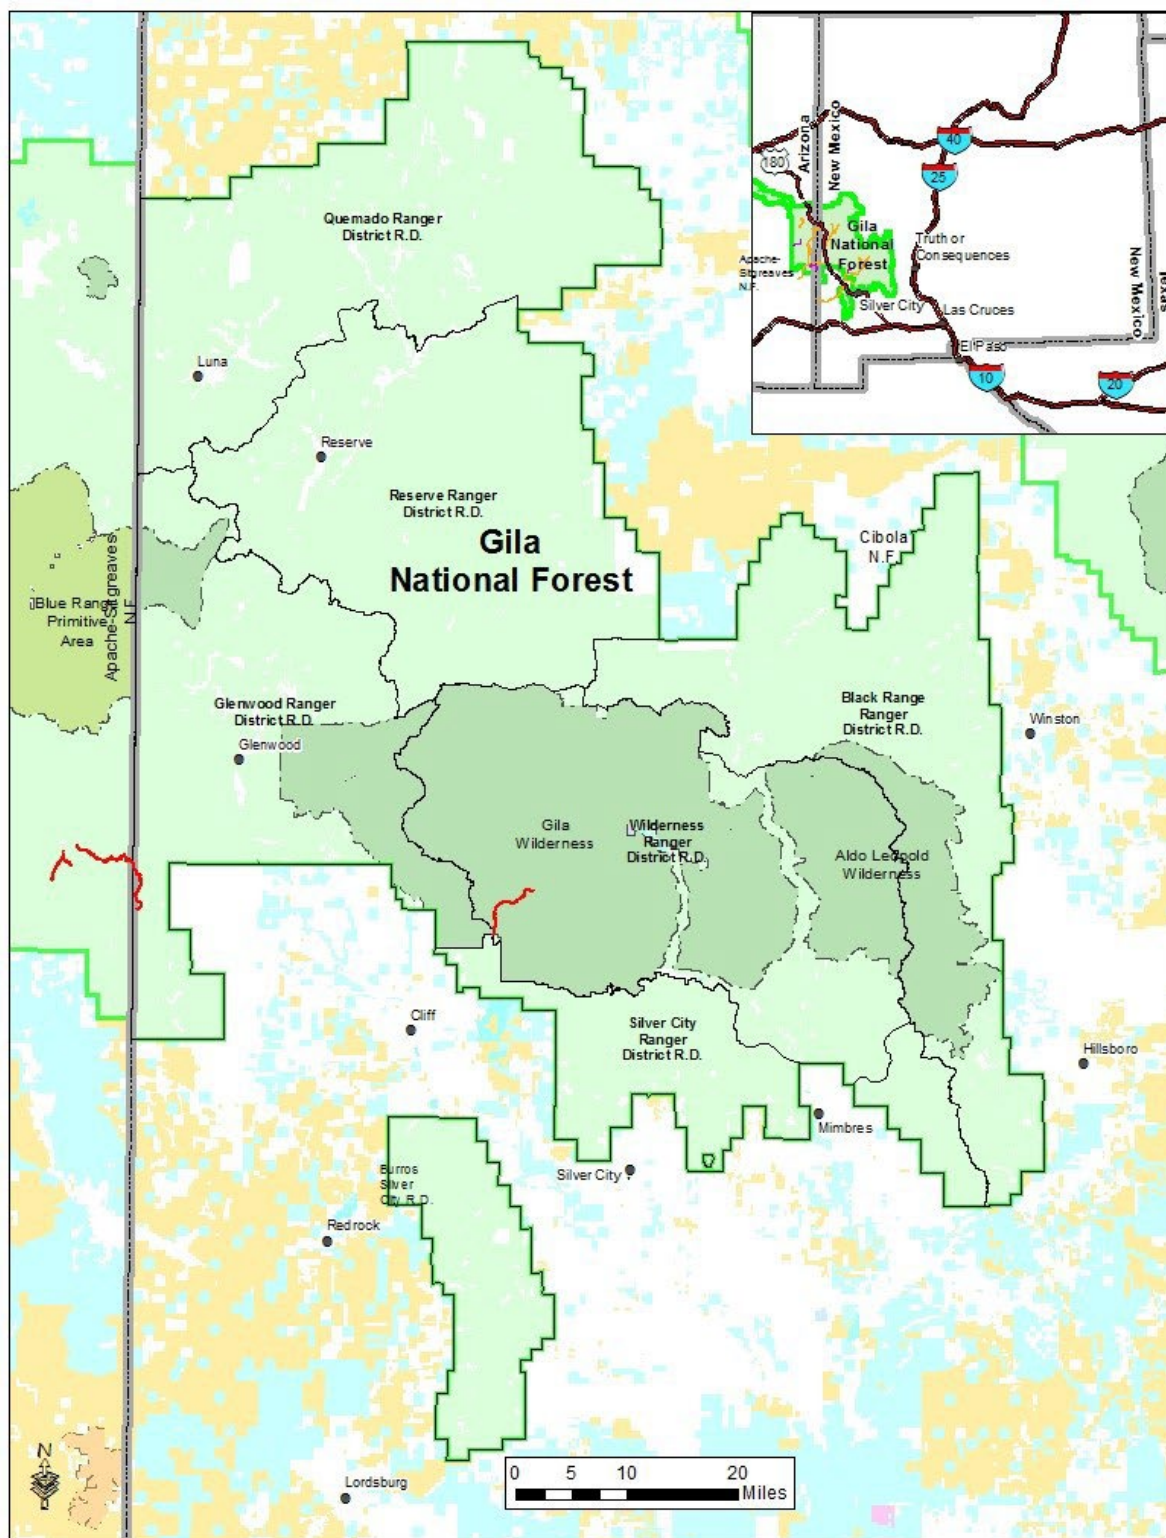 Arizona
New Mexico
180
40
25
Gila
National
Forest
Truth or
Consequences
Apache-
Sitgreaves
N.F.
Silver City
Las Cruces
El Paso
New Mexico
Texas
10
20
Quemado Ranger
District R.D.
Luna
Reserve
Reserve Ranger
District R.D.
Gila
National Forest
Cibola
N.F.
Blue Range
Primitive
Area
Apache-Sitgreaves
N.F.
Glenwood Ranger
District R.D.
Glenwood
Black Range
Ranger
District R.D.
Winston
Gila
Wilderness
Wilderness
Ranger
District R.D.
Aldo Leopold
Wilderness
Cliff
Silver City
Ranger
District R.D.
Hillsboro
Mimbres
Silver City
Burros
Silver
City R.D.
Redrock
N
Lordsburg
0 5 10 20
Miles